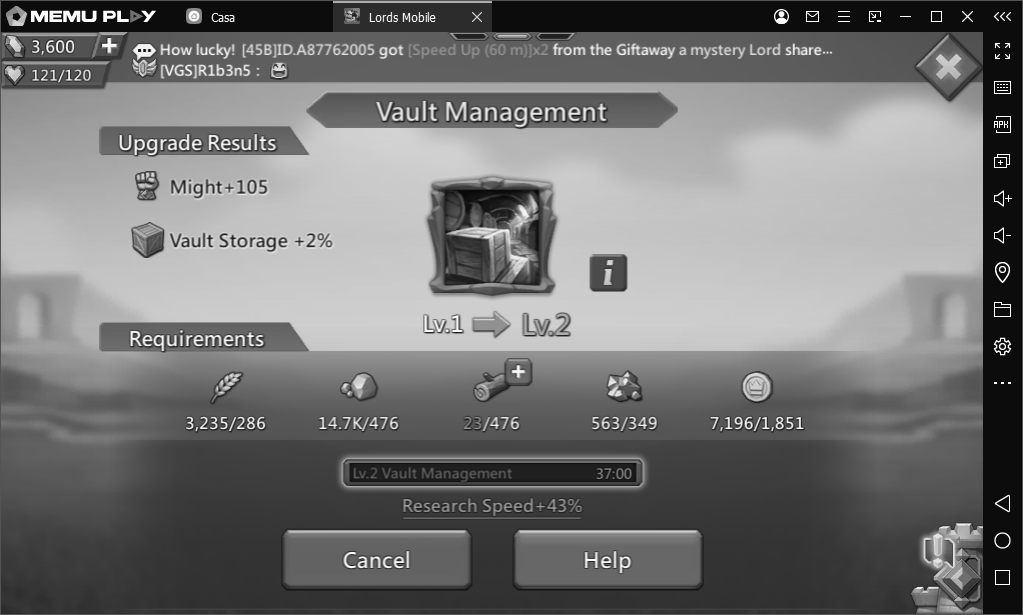 MEMU PLAY
Casa
Lords Mobile
3,600
121/120
How lucky! [45B]ID.A87762005 got [Speed Up (60 m)]x2 from the Giftaway a mystery Lord share...
[VGS]R1b3n5 :
Vault Management
Upgrade Results
Might+105
Vault Storage +2%
i
Lv.1
Lv.2
Requirements
3,235/286
14.7K/476
23/476
563/349
7,196/1,851
Lv.2 Vault Management 37:00
Research Speed+43%
Cancel
Help
APK